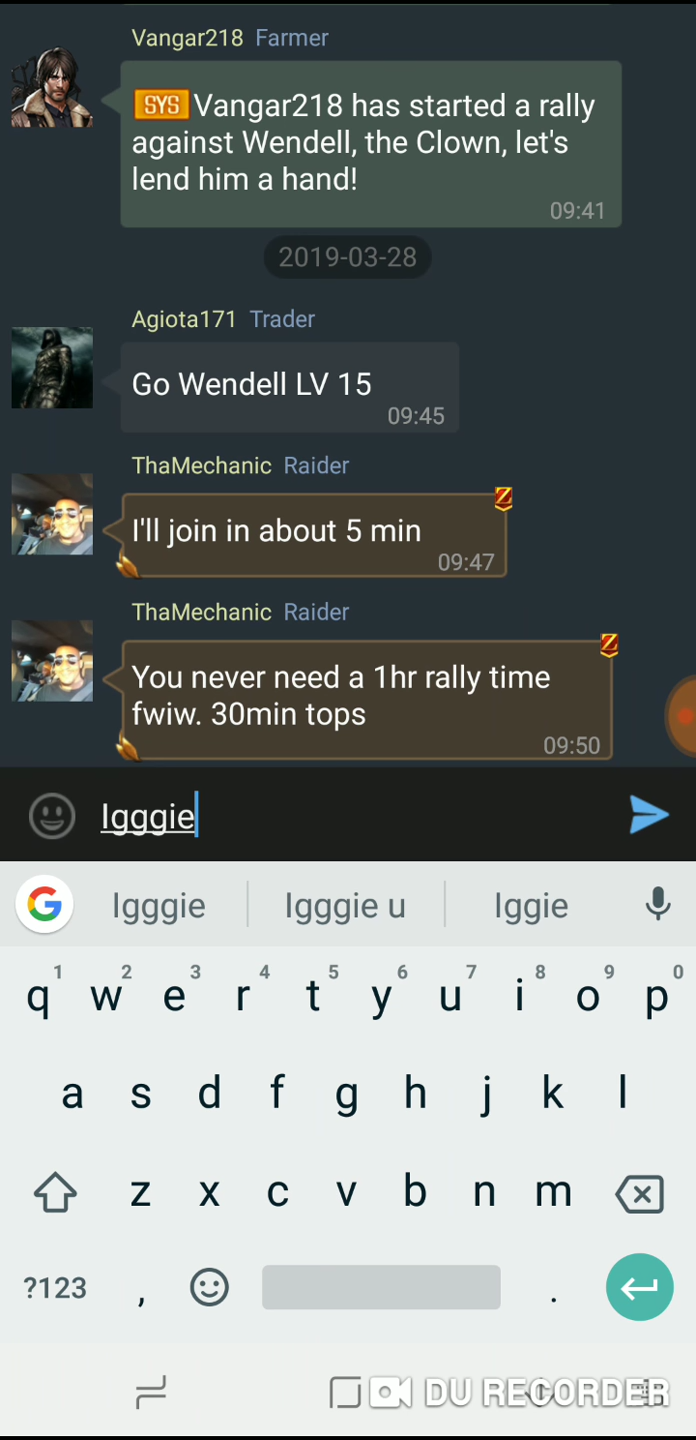 Vangar218 Farmer
SYS Vangar218 has started a rally
against Wendell, the Clown, let's
lend him a hand!
09:41
2019-03-28
Agiota171 Trader
Go Wendell LV 15
09:45
ThaMechanic Raider
Z
I'll join in about 5 min
09:47
ThaMechanic Raider
Z
You never need a 1hr rally time
fwiw. 30min tops
09:50
Igggie
G Igggie Igggie u Iggie
1 2 3 4 5 6 7 8 9 0
q w e r t y u i o p
a s d f g h j k l
z x c v b n m
?123 , .
DU RECORDER